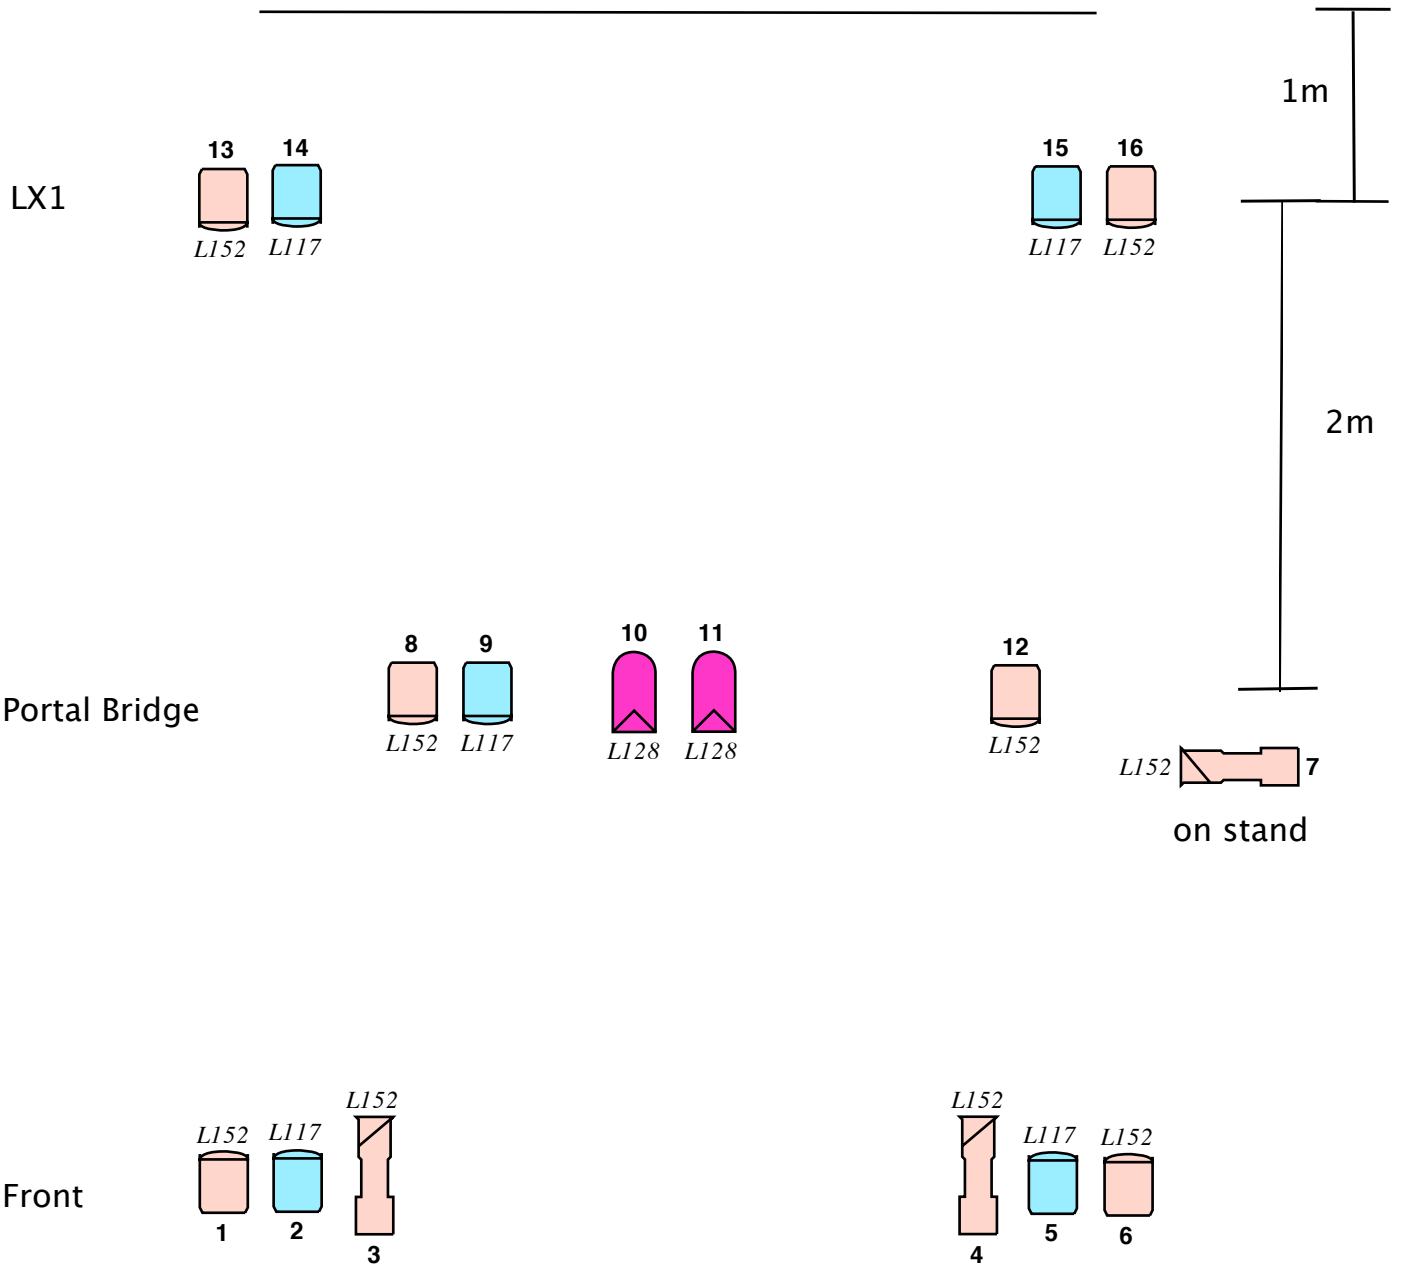 1m
13 14 15 16
LX1
L152 L117 L117 L152
2m
8 9 10 11 12
Portal Bridge
L152 L117 L128 L128 L152
L152 7
on stand
L152 L152
L152 L117 L117 L152
Front
1 2 3 4 5 6